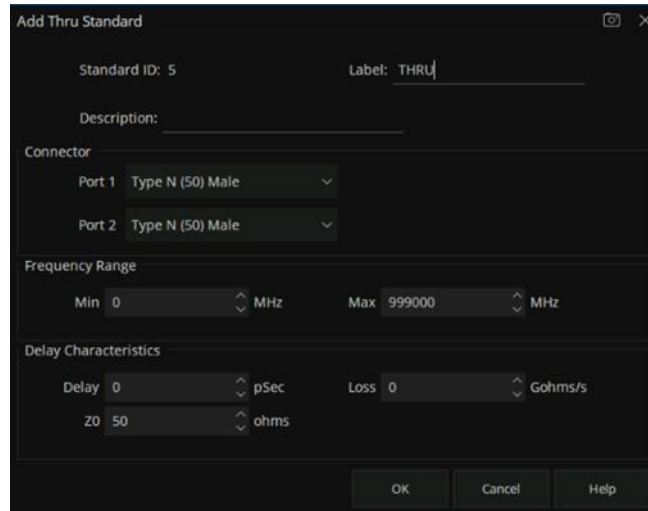 Add Thru Standard
Standard ID: 5 Label: THRU
Description:
Connector
Port 1 Type N (50) Male
Port 2 Type N (50) Male
Frequency Range
Min 0 MHz Max 999000 MHz
Delay Characteristics
Delay 0 pSec Loss 0 Gohms/s
Z0 50 ohms
OK Cancel Help